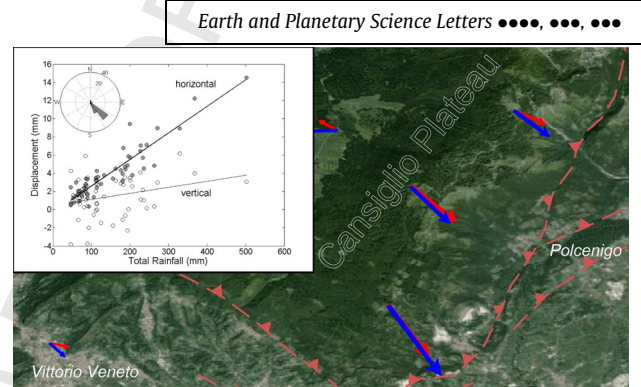 Earth and Planetary Science Letters ●●●●, ●●●, ●●●
16
14
12
10
8
6
4
2
0
-2
-4
Displacement (mm)
N
40
20
W
E
S
horizontal
vertical
0 100 200 300 400 500 600
Total Rainfall (mm)
Cansiglio Plateau
Polcenigo
Vittorio Veneto